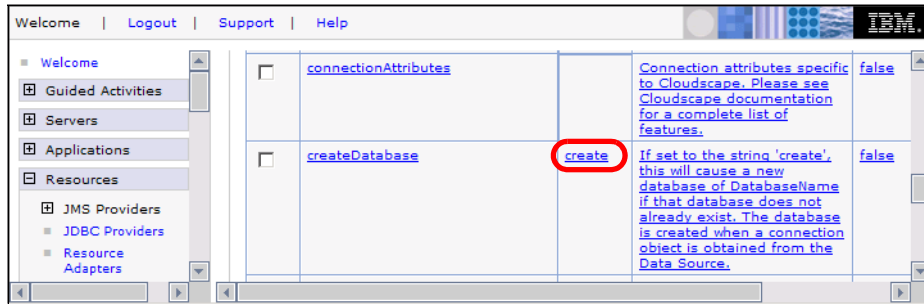 Welcome | Logout | Support | Help
IBM.
Welcome
Guided Activities
Servers
Applications
Resources
JMS Providers
JDBC Providers
Resource
Adapters
connectionAttributes
Connection attributes specific
to Cloudscape. Please see
Cloudscape documentation
for a complete list of
features.
false
createDatabase
create
If set to the string 'create',
this will cause a new
database of DatabaseName
if that database does not
already exist. The database
is created when a connection
object is obtained from the
Data Source.
false